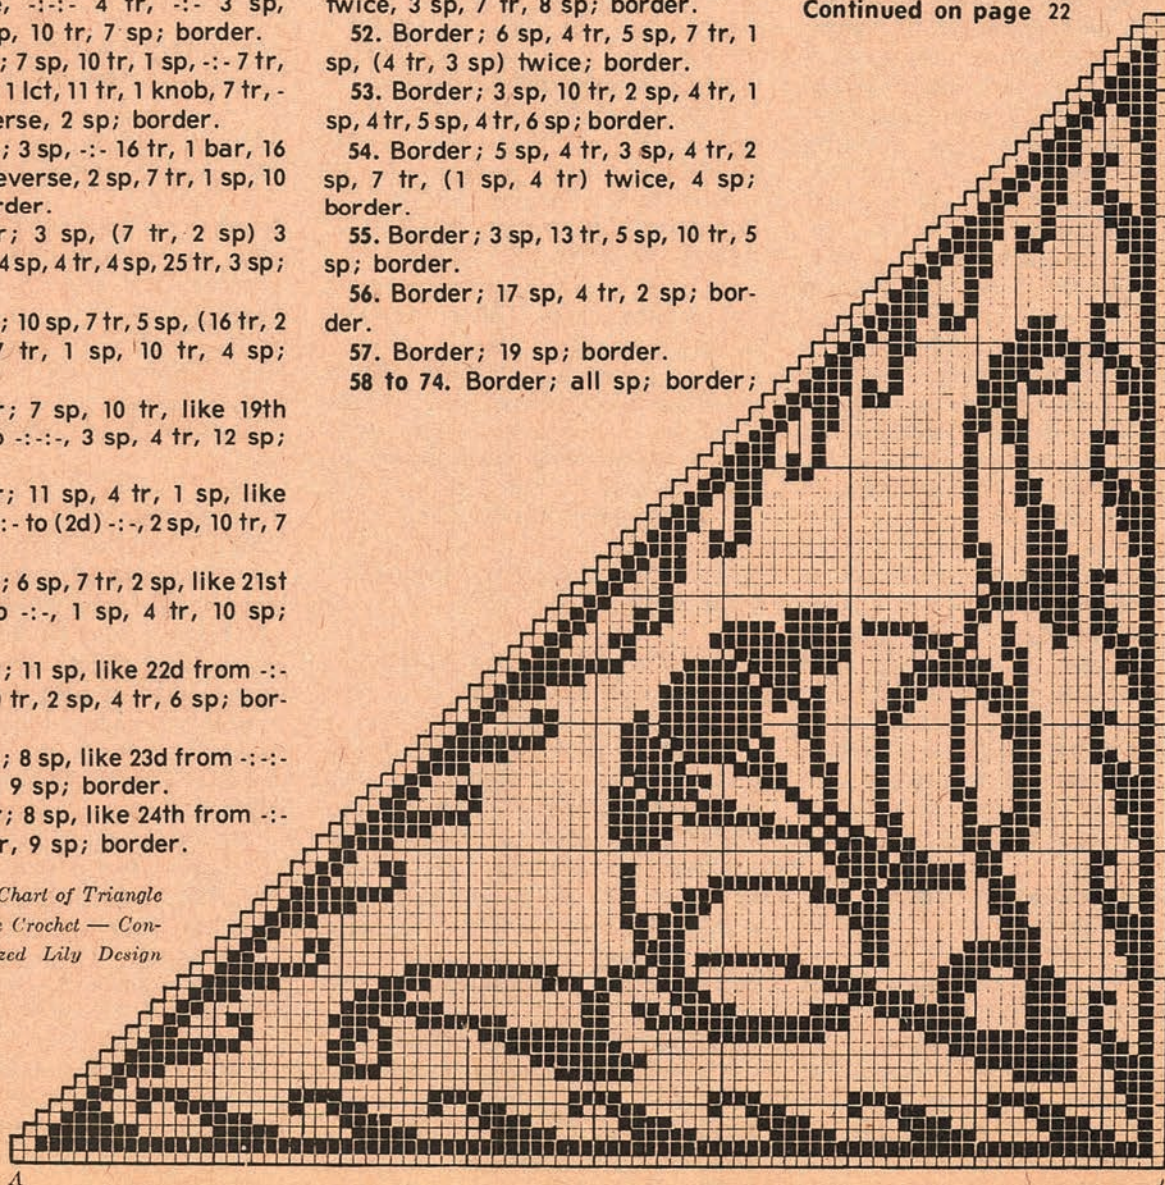 -:-:- 4 tr, -:- 3 sp,
10 tr; 7 sp; border.
; 7 sp, 10 tr, 1 sp, -:- 7 tr,
1 lct, 11 tr, 1 knob, 7 tr, -
2 sp; border.
; 3 sp, -:- 16 tr, 1 bar, 16
2 sp, 7 tr, 1 sp, 10
; 3 sp, (7 tr, 2 sp) 3
4 sp, 4 tr, 4 sp, 25 tr, 3 sp;
; 10 sp, 7 tr, 5 sp, (16 tr, 2
tr, 1 sp, 10 tr, 4 sp;
; 7 sp, 10 tr, like 19th
-:-:-, 3 sp, 4 tr, 12 sp;
; 11 sp, 4 tr, 1 sp, like
:- to (2d) -:-, 2 sp, 10 tr, 7
; 6 sp, 7 tr, 2 sp, like 21st
-:-, 1 sp, 4 tr, 10 sp;
; 11 sp, like 22d from -:-
tr, 2 sp, 4 tr, 6 sp; bor-
; 8 sp, like 23d from -:-:-
9 sp; border.
; 8 sp, like 24th from -:-
, 9 sp; border.
Chart of Triangle
Crochet — Con-
Lily Design
twice, 3 sp, 7 tr, 8 sp; border.
52. Border; 6 sp, 4 tr, 5 sp, 7 tr, 1
sp, (4 tr, 3 sp) twice; border.
53. Border; 3 sp, 10 tr, 2 sp, 4 tr, 1
sp, 4 tr, 5 sp, 4 tr, 6 sp; border.
54. Border; 5 sp, 4 tr, 3 sp, 4 tr, 2
sp, 7 tr, (1 sp, 4 tr) twice, 4 sp;
border.
55. Border; 3 sp, 13 tr, 5 sp, 10 tr, 5
sp; border.
56. Border; 17 sp, 4 tr, 2 sp; bor-
der.
57. Border; 19 sp; border.
58 to 74. Border; all sp; border;
Continued on page 22
A